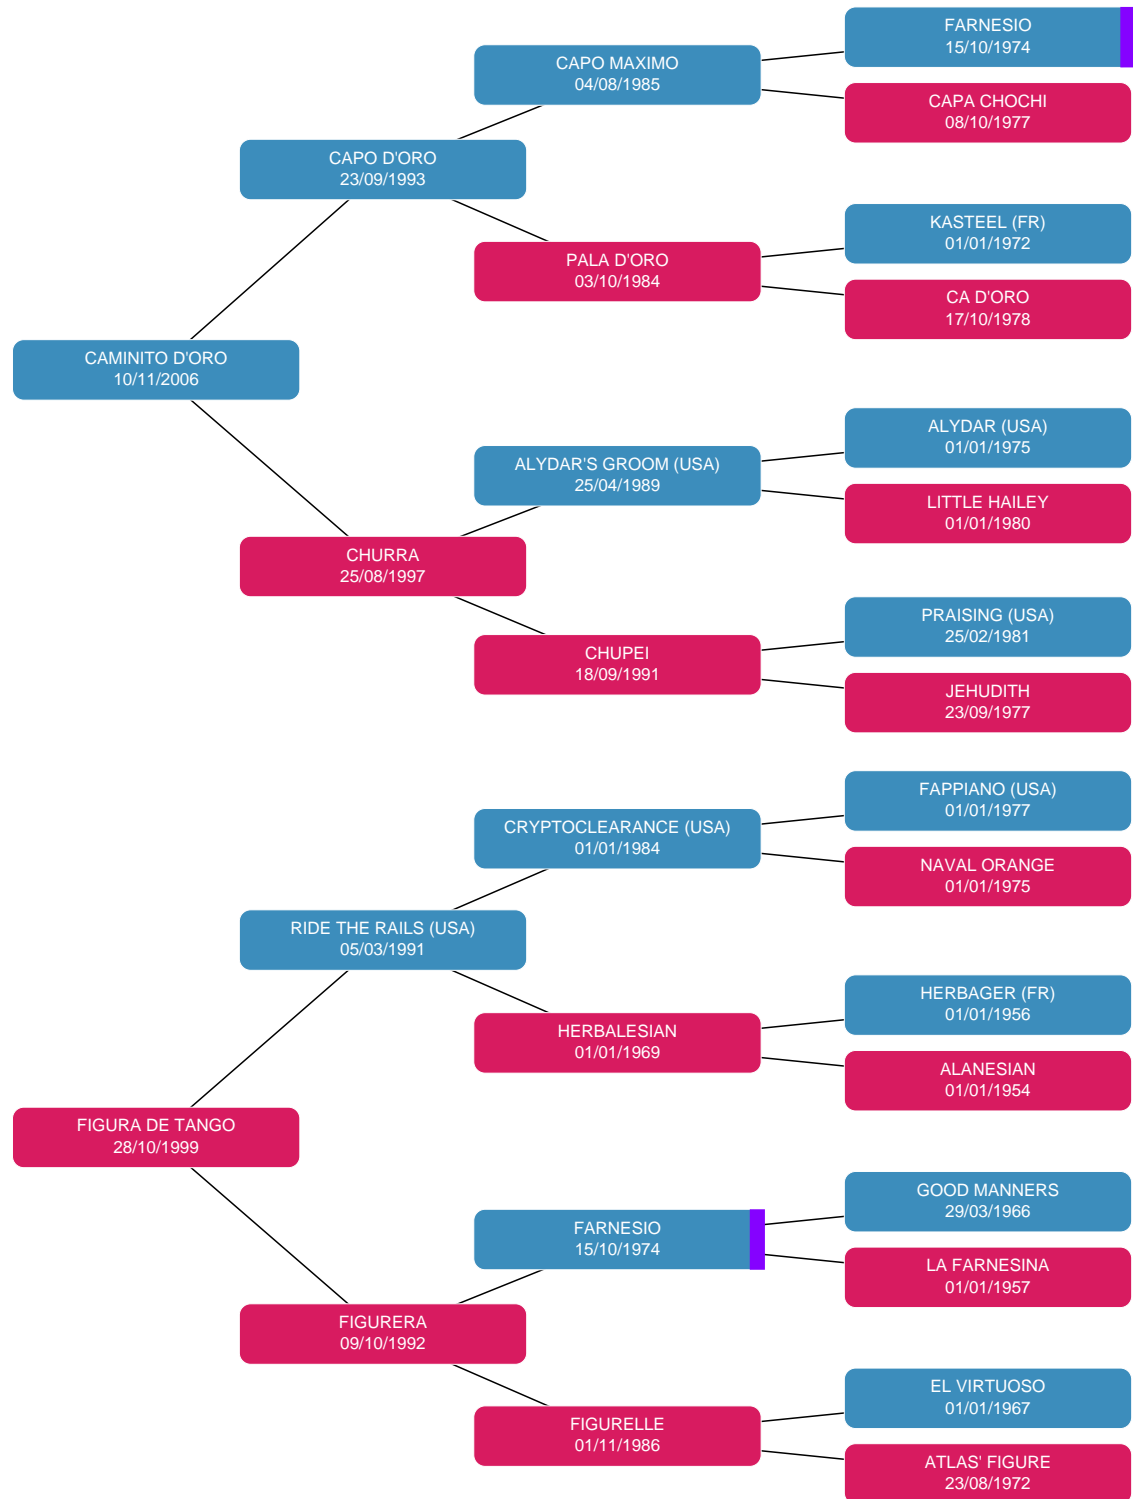 FARNESIO
15/10/1974
CAPO MAXIMO
04/08/1985
CAPA CHOCHI
08/10/1977
CAPO D'ORO
23/09/1993
KASTEEL (FR)
01/01/1972
PALA D'ORO
03/10/1984
CA D'ORO
17/10/1978
CAMINITO D'ORO
10/11/2006
ALYDAR (USA)
01/01/1975
ALYDAR'S GROOM (USA)
25/04/1989
LITTLE HAILEY
01/01/1980
CHURRA
25/08/1997
PRAISING (USA)
25/02/1981
CHUPEI
18/09/1991
JEHUDITH
23/09/1977
FAPPIANO (USA)
01/01/1977
CRYPTOCLEARANCE (USA)
01/01/1984
NAVAL ORANGE
01/01/1975
RIDE THE RAILS (USA)
05/03/1991
HERBAGER (FR)
01/01/1956
HERBALESIAN
01/01/1969
ALANESIAN
01/01/1954
FIGURA DE TANGO
28/10/1999
GOOD MANNERS
29/03/1966
FARNESIO
15/10/1974
LA FARNESINA
01/01/1957
FIGURERA
09/10/1992
EL VIRTUOSO
01/01/1967
FIGURELLE
01/11/1986
ATLAS' FIGURE
23/08/1972